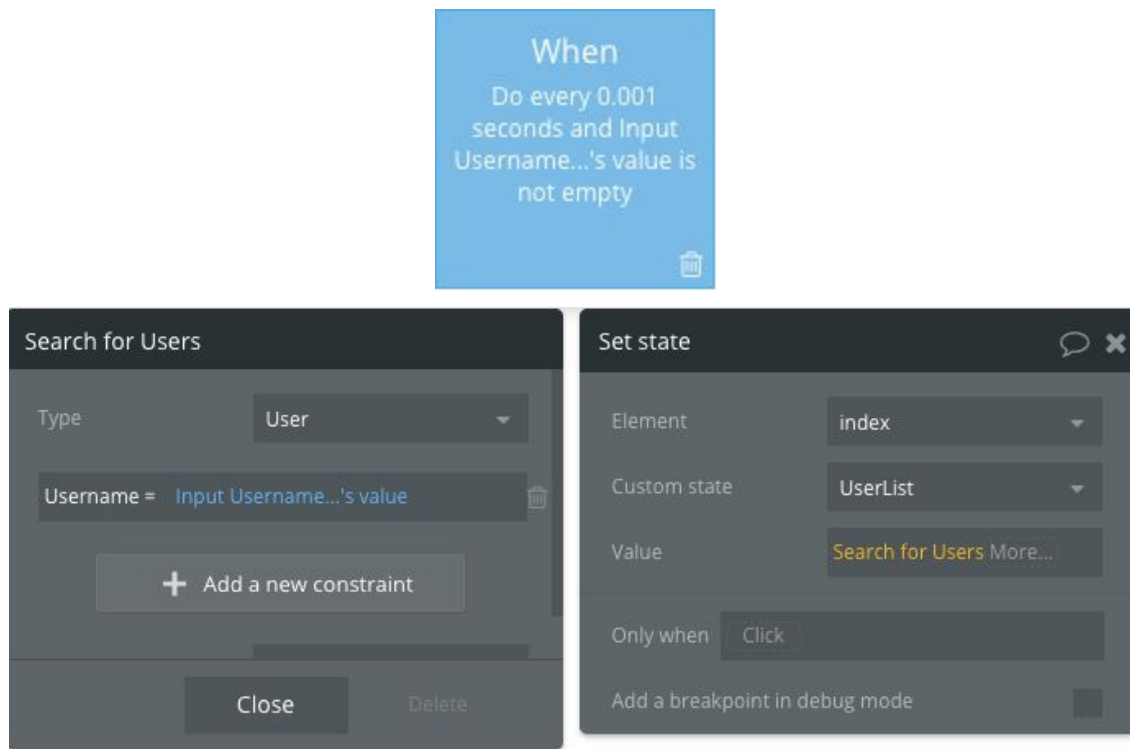 When
Do every 0.001
seconds and Input
Username...'s value is
not empty
Search for Users
Type User
Username = Input Username...'s value
+ Add a new constraint
Close Delete
Set state
Element index
Custom state UserList
Value Search for Users More...
Only when Click
Add a breakpoint in debug mode